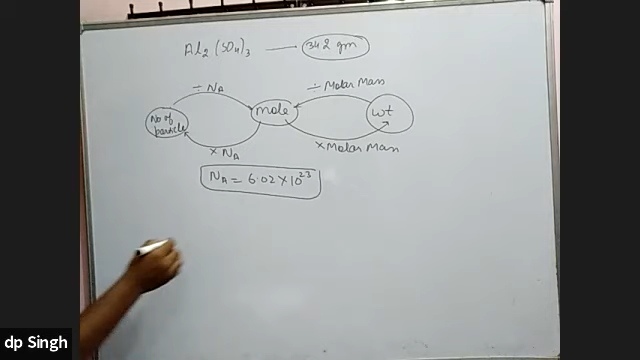 Al2(SO4)3 — 342 gm
÷ NA
÷ Molar Mass
No of particle
mole
wt
× NA
× Molar Mass
NA = 6.02 × 10^23
dp Singh